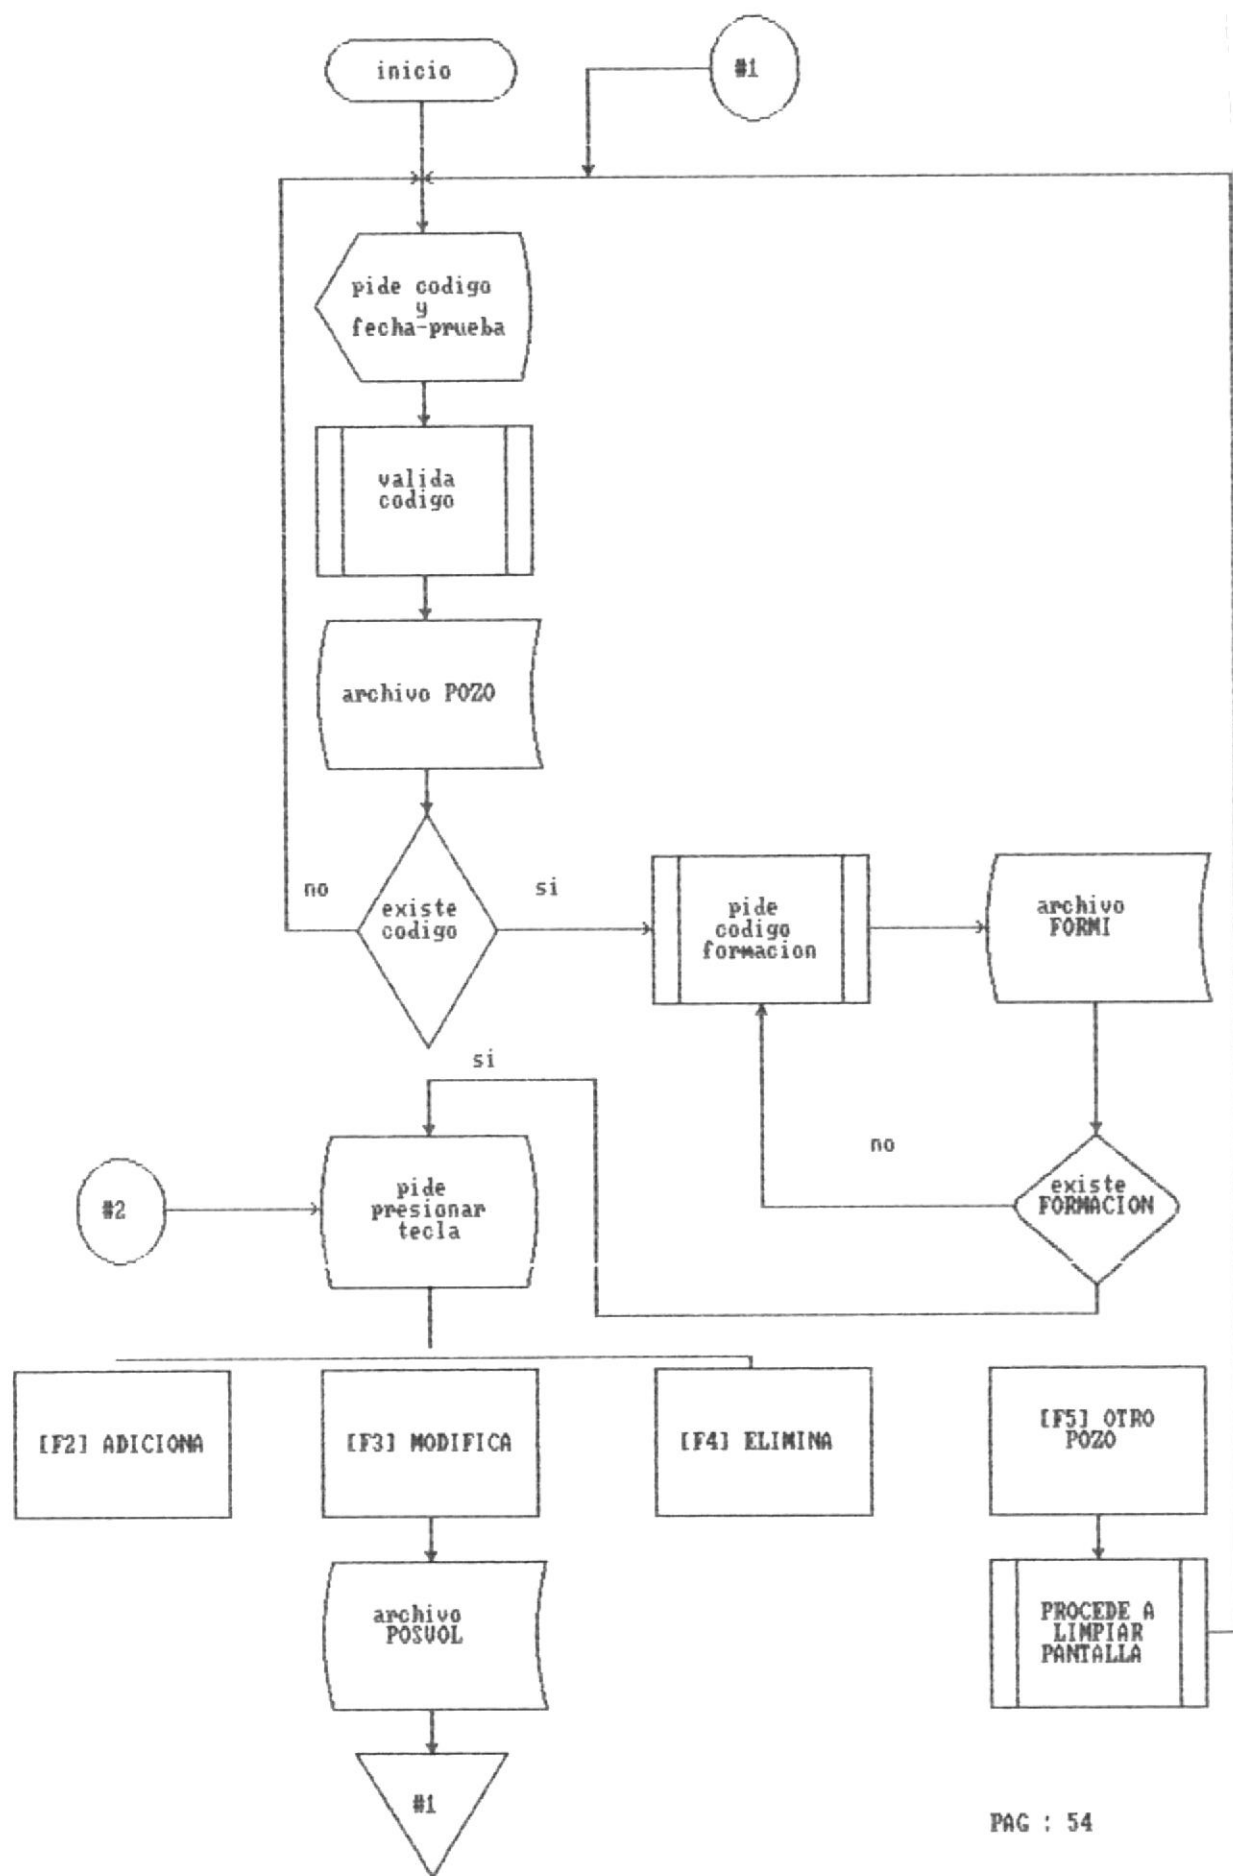 inicio
#1
pide codigo
y
fecha-prueba
valida
codigo
archivo POZO
no
existe
codigo
si
pide
codigo
formacion
archivo
FORMI
si
no
#2
pide
presionar
tecla
existe
FORMACION
[F2] ADICIONA
[F3] MODIFICA
[F4] ELIMINA
[F5] OTRO
POZO
archivo
POSVOL
PROCEDE A
LIMPIAR
PANTALLA
#1
PAG : 54